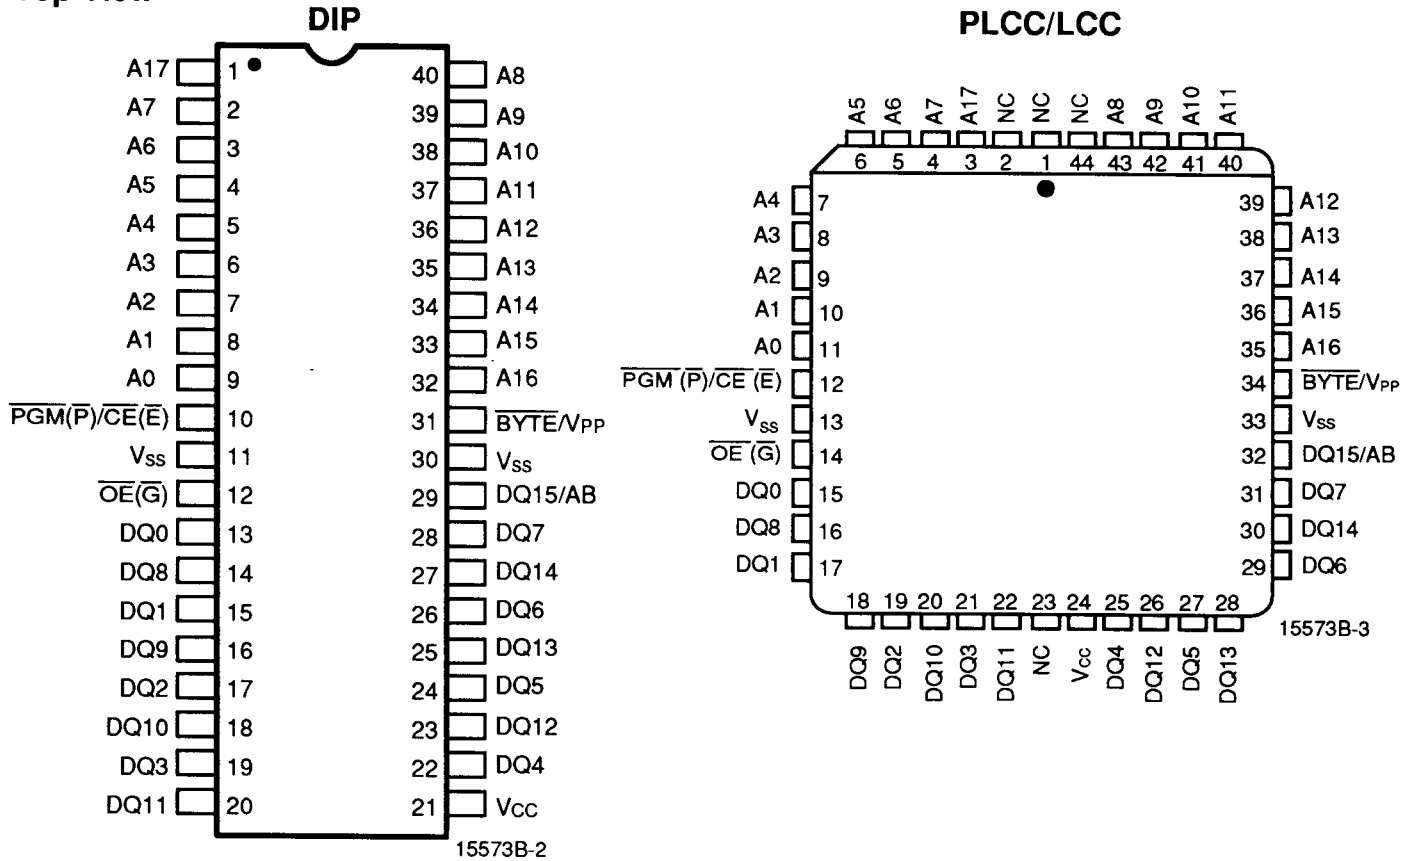 DIP
A17 1 40 A8
A7 2 39 A9
A6 3 38 A10
A5 4 37 A11
A4 5 36 A12
A3 6 35 A13
A2 7 34 A14
A1 8 33 A15
A0 9 32 A16
PGM(P)/CE(E) 10 31 BYTE/VPP
VSS 11 30 VSS
OE(G) 12 29 DQ15/AB
DQ0 13 28 DQ7
DQ8 14 27 DQ14
DQ1 15 26 DQ6
DQ9 16 25 DQ13
DQ2 17 24 DQ5
DQ10 18 23 DQ12
DQ3 19 22 DQ4
DQ11 20 21 VCC
15573B-2
PLCC/LCC
A5 A6 A7 A17 NC NC NC A8 A9 A10 A11
6 5 4 3 2 1 44 43 42 41 40
A4 7 39 A12
A3 8 38 A13
A2 9 37 A14
A1 10 36 A15
A0 11 35 A16
PGM (P)/CE (E) 12 34 BYTE/VPP
VSS 13 33 VSS
OE (G) 14 32 DQ15/AB
DQ0 15 31 DQ7
DQ8 16 30 DQ14
DQ1 17 29 DQ6
18 19 20 21 22 23 24 25 26 27 28
DQ9 DQ2 DQ10 DQ3 DQ11 NC VCC DQ4 DQ12 DQ5 DQ13
15573B-3